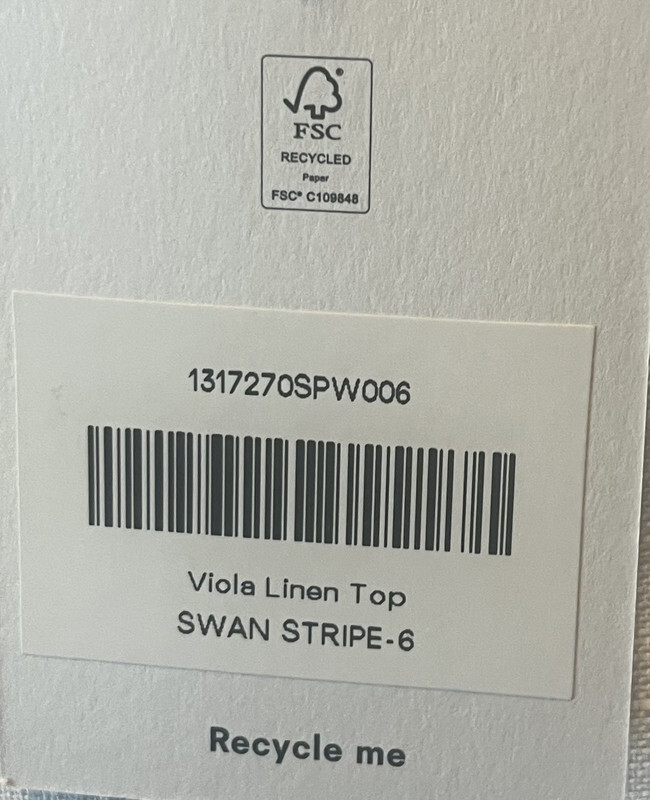 FSC
RECYCLED
Paper
FSC® C109848
1317270SPW006
Viola Linen Top
SWAN STRIPE-6
Recycle me